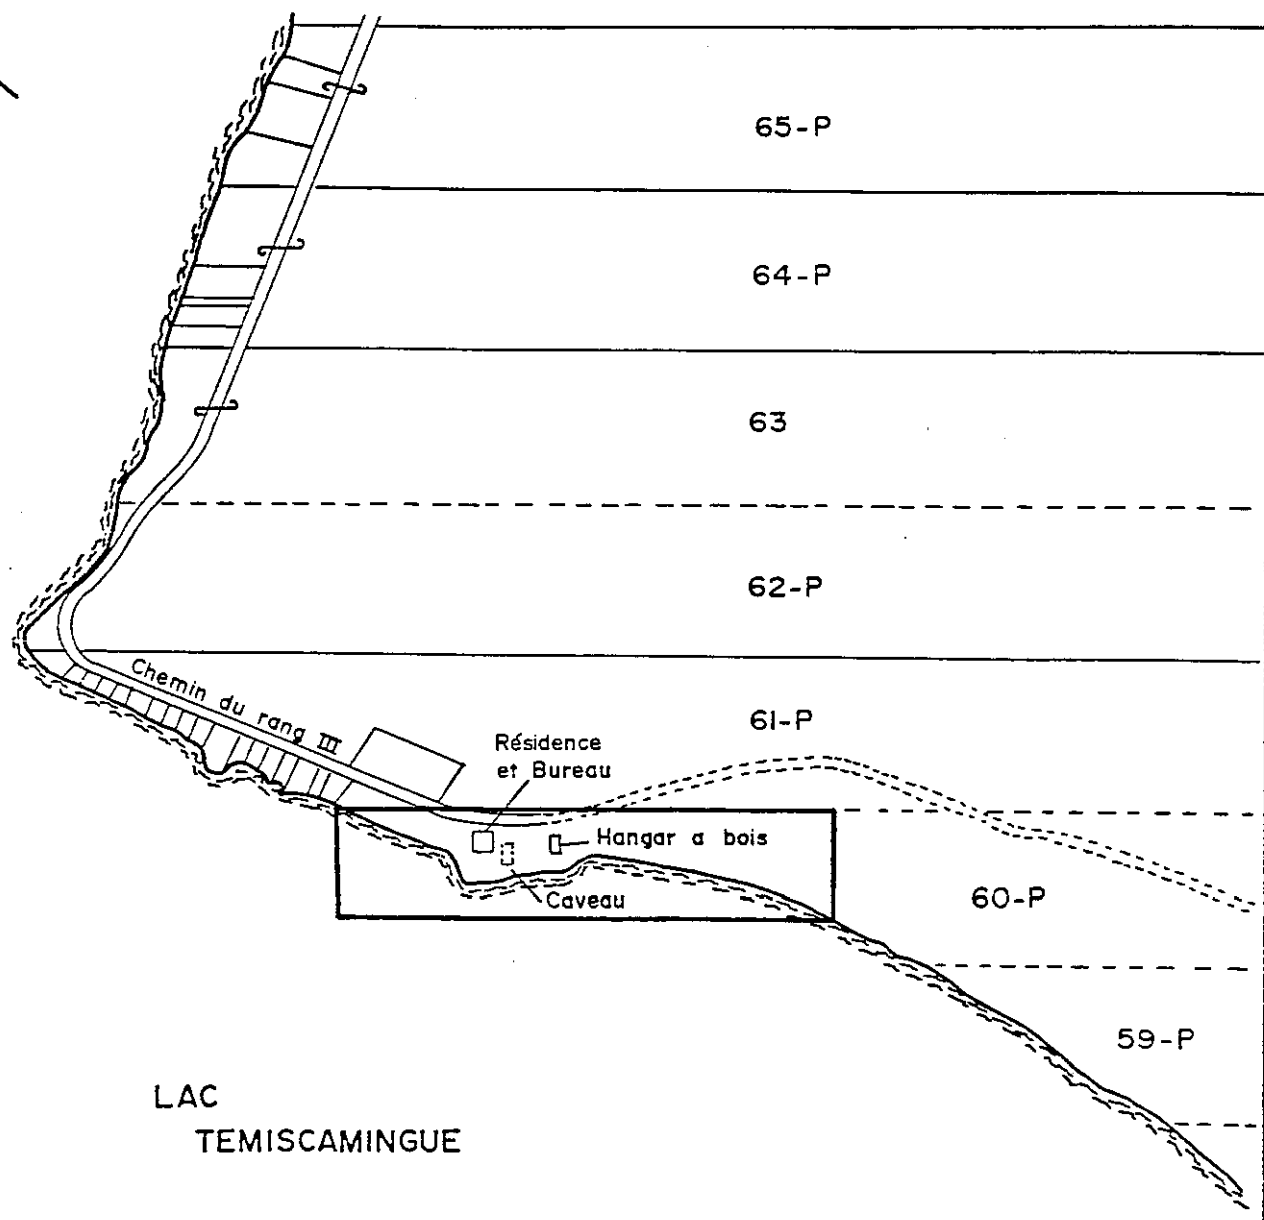 65-P
64-P
63
62-P
Chemin du rang III
61-P
Résidence
et Bureau
Hangar a bois
Caveau
60-P
59-P
LAC
TEMISCAMINGUE